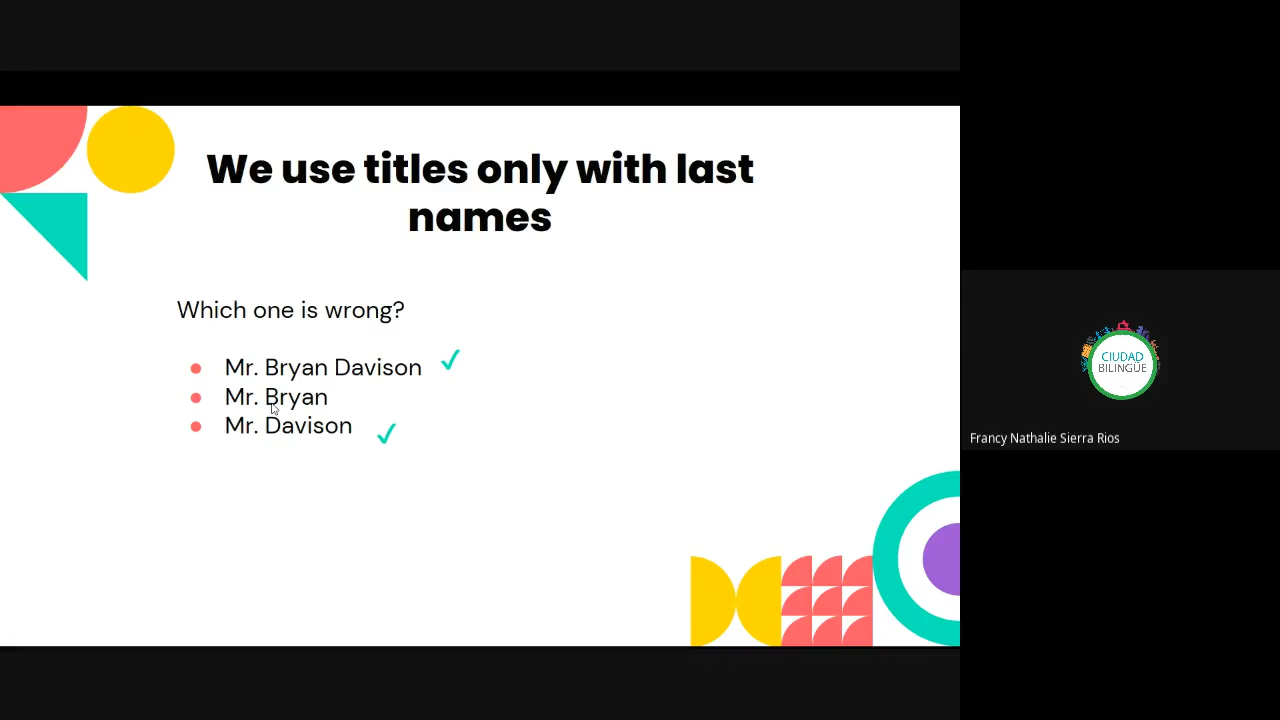 We use titles only with last
names
Which one is wrong?
Mr. Bryan Davison
Mr. Bryan
Mr. Davison
CIUDAD
BILINGÜE
Francy Nathalie Sierra Rios